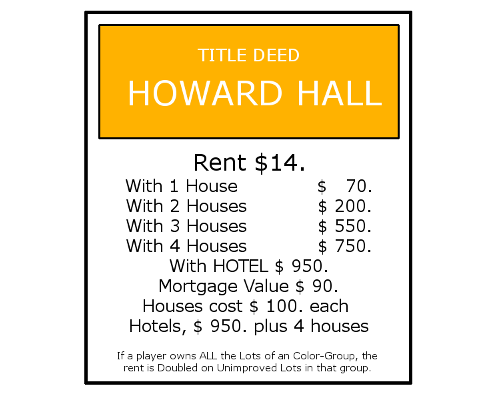 TITLE DEED
HOWARD HALL
Rent $14.
With 1 House $ 70.
With 2 Houses $ 200.
With 3 Houses $ 550.
With 4 Houses $ 750.
With HOTEL $ 950.
Mortgage Value $ 90.
Houses cost $ 100. each
Hotels, $ 950. plus 4 houses
If a player owns ALL the Lots of an Color-Group, the
rent is Doubled on Unimproved Lots in that group.